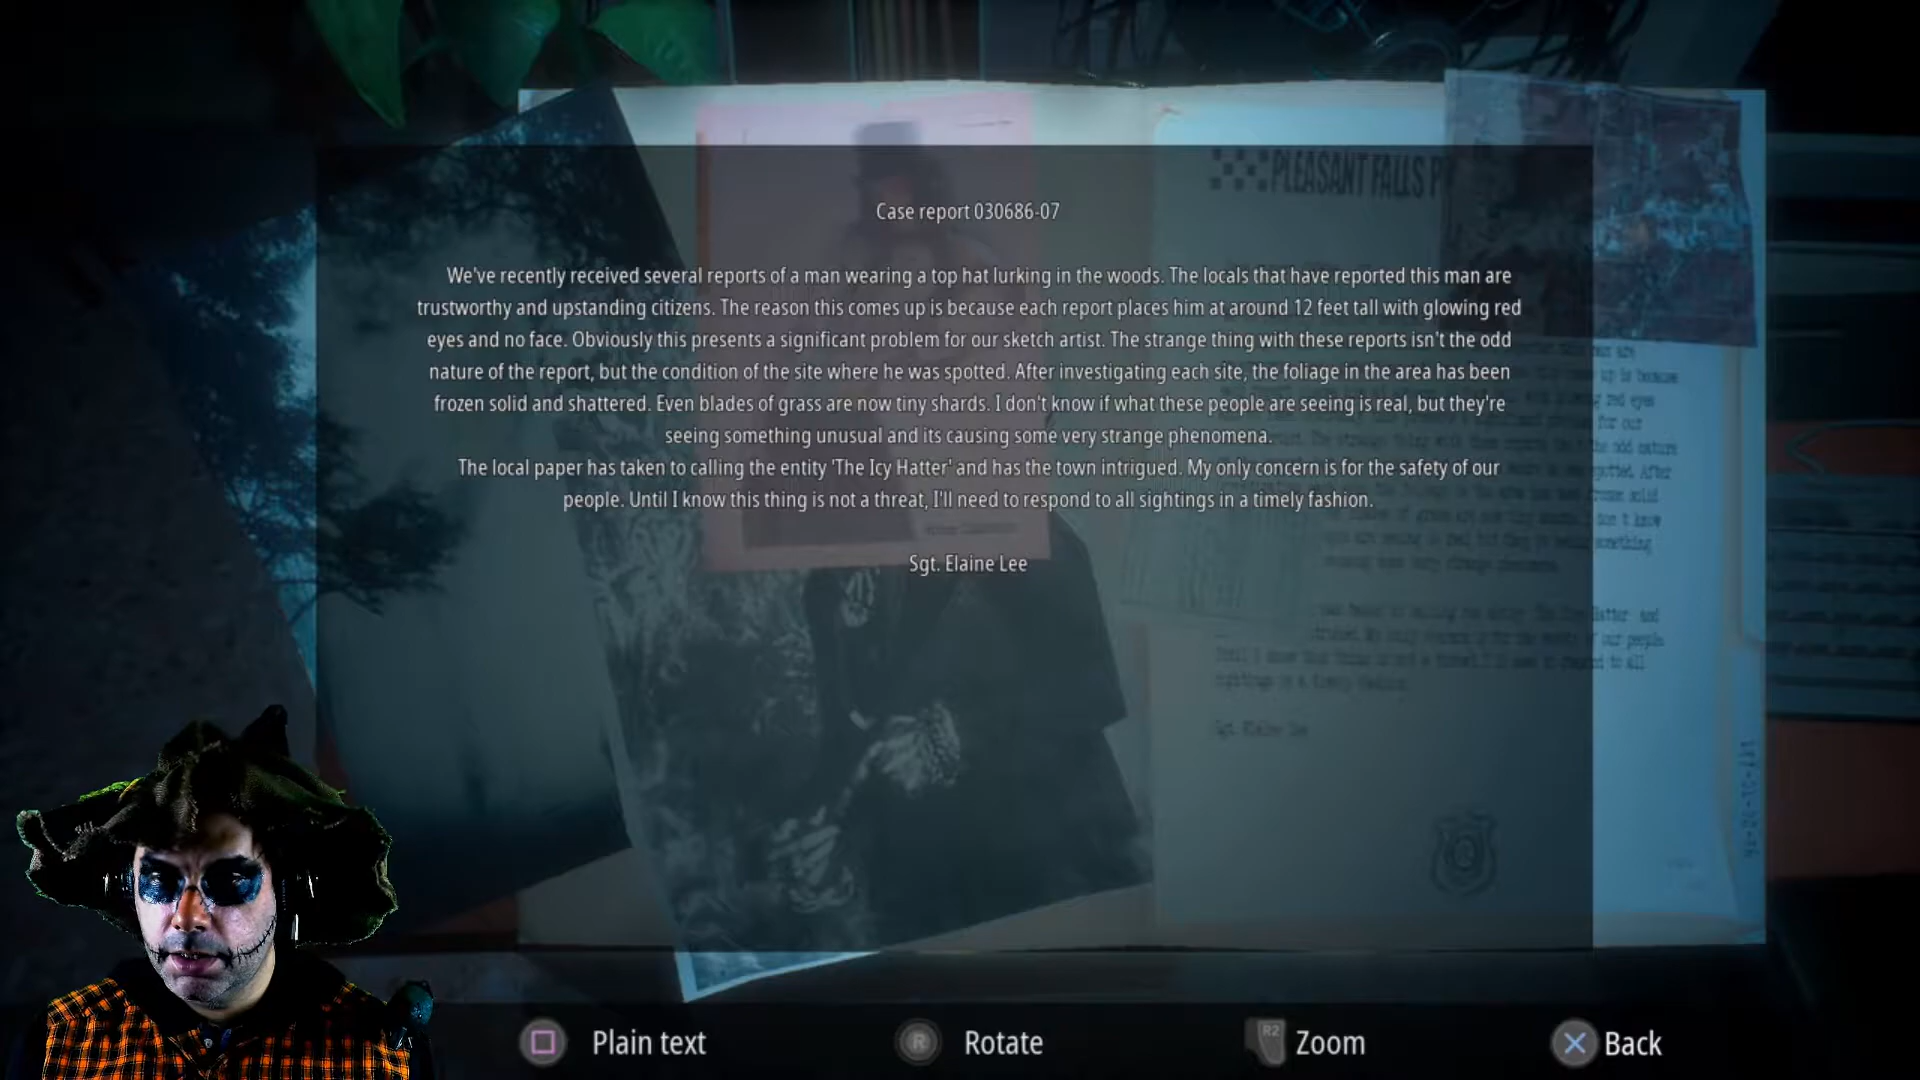 PLEASANT FALLS P
Case report 030686-07
We've recently received several reports of a man wearing a top hat lurking in the woods. The locals that have reported this man are
trustworthy and upstanding citizens. The reason this comes up is because each report places him at around 12 feet tall with glowing red
eyes and no face. Obviously this presents a significant problem for our sketch artist. The strange thing with these reports isn't the odd
nature of the report, but the condition of the site where he was spotted. After investigating each site, the foliage in the area has been
frozen solid and shattered. Even blades of grass are now tiny shards. I don't know if what these people are seeing is real, but they're
seeing something unusual and its causing some very strange phenomena.
The local paper has taken to calling the entity 'The Icy Hatter' and has the town intrigued. My only concern is for the safety of our
people. Until I know this thing is not a threat, I'll need to respond to all sightings in a timely fashion.
Sgt. Elaine Lee
Sgt. Elaine Lee
Plain text
R Rotate
R2 Zoom
Back